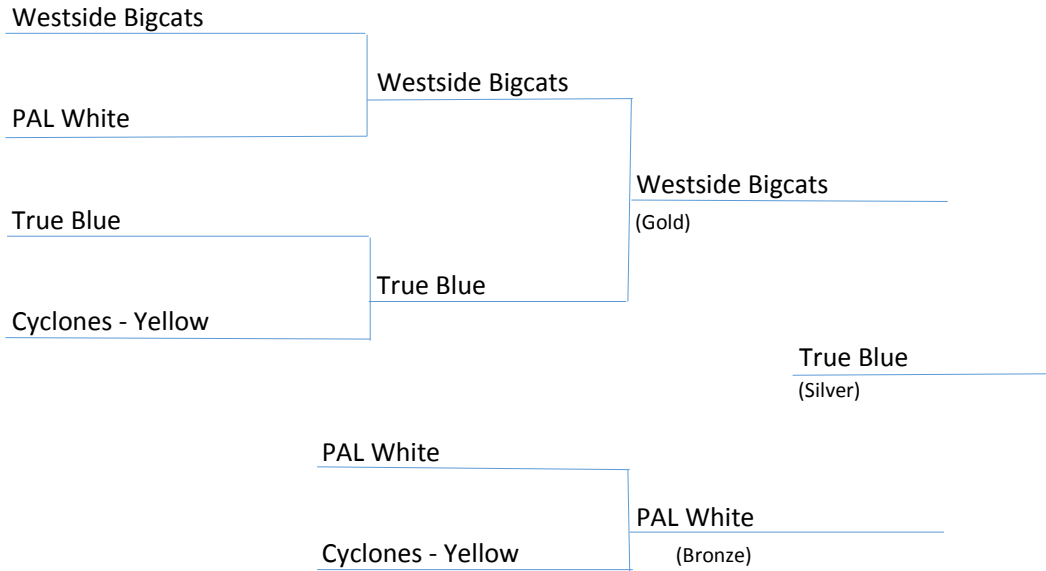 Westside Bigcats
Westside Bigcats
PAL White
Westside Bigcats
(Gold)
True Blue
True Blue
Cyclones - Yellow
True Blue
(Silver)
PAL White
PAL White
(Bronze)
Cyclones - Yellow